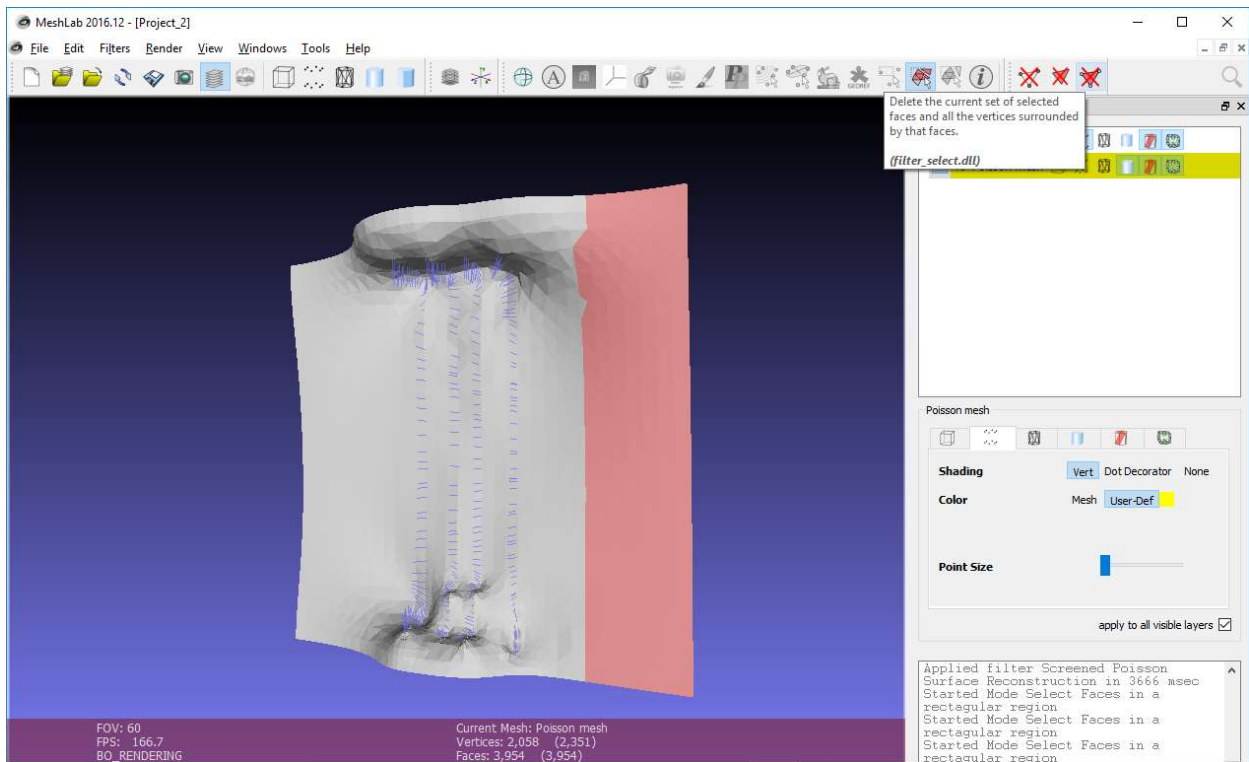 MeshLab 2016.12 - [Project_2]
File Edit Filters Render View Windows Tools Help
A
GEOREF
Delete the current set of selected
faces and all the vertices surrounded
by that faces.
(filter_select.dll)
Poisson mesh
Shading Vert Dot Decorator None
Color Mesh User-Def
Point Size
apply to all visible layers
Applied filter Screened Poisson
Surface Reconstruction in 3666 msec
Started Mode Select Faces in a
rectagular region
Started Mode Select Faces in a
rectagular region
Started Mode Select Faces in a
rectagular region
FOV: 60
FPS: 166.7
BO_RENDERING
Current Mesh: Poisson mesh
Vertices: 2,058 (2,351)
Faces: 3,954 (3,954)